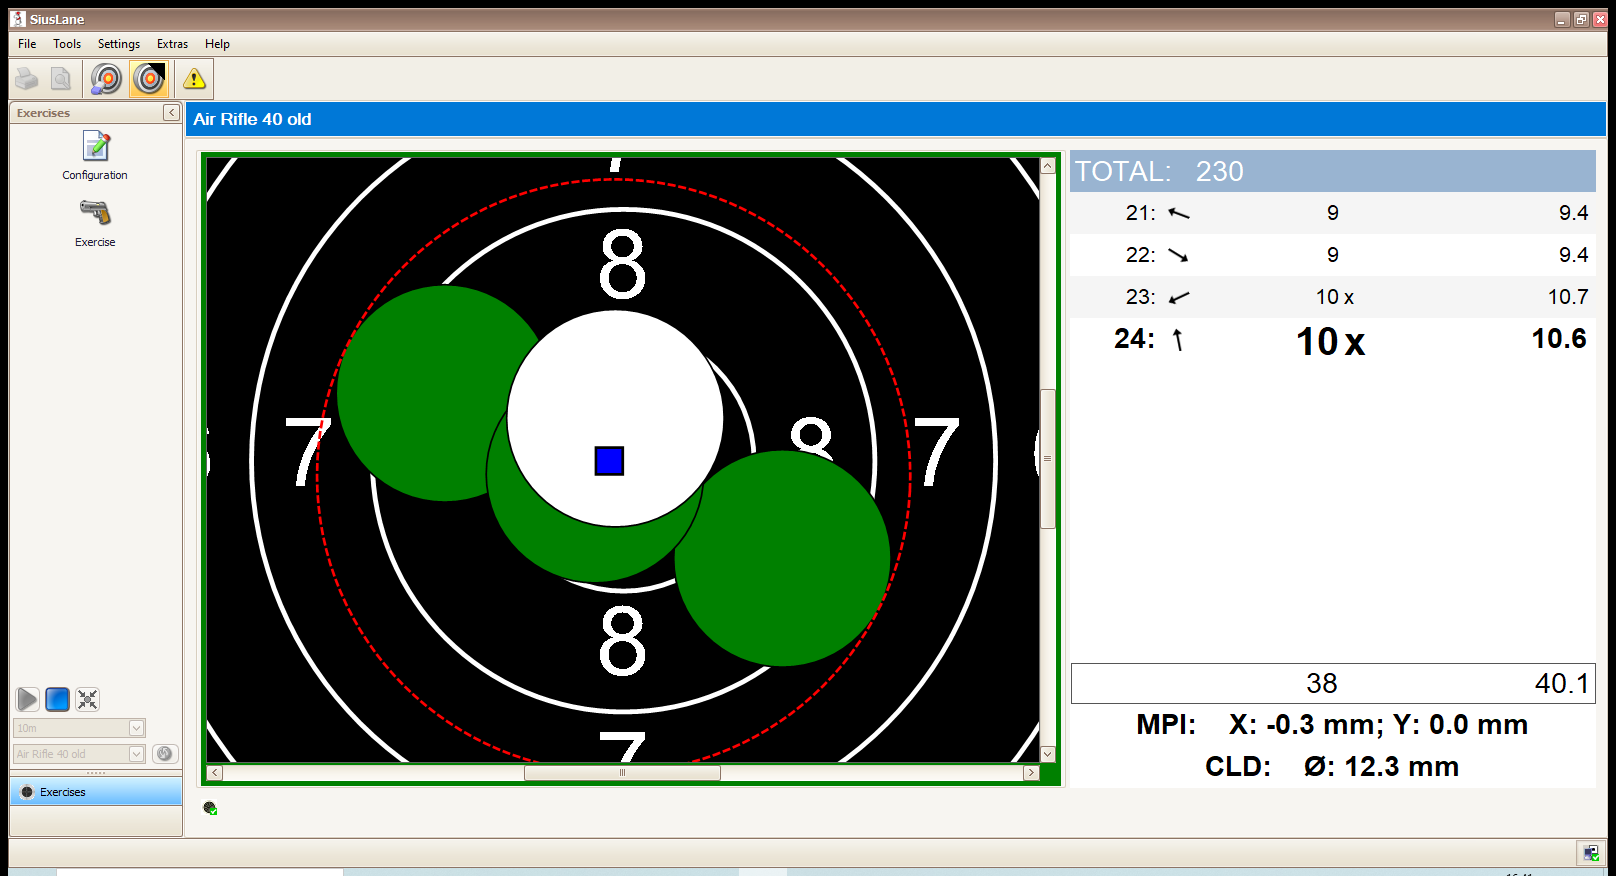 SiusLane
File Tools Settings Extras Help
Exercises
Configuration
Exercise
10m
Air Rifle 40 old
Exercises
Air Rifle 40 old
8
7 8 7
8
7
TOTAL: 230
21: 9 9.4
22: 9 9.4
23: 10 x 10.7
24: 10 x 10.6
38 40.1
MPI: X: -0.3 mm; Y: 0.0 mm
CLD: Ø: 12.3 mm